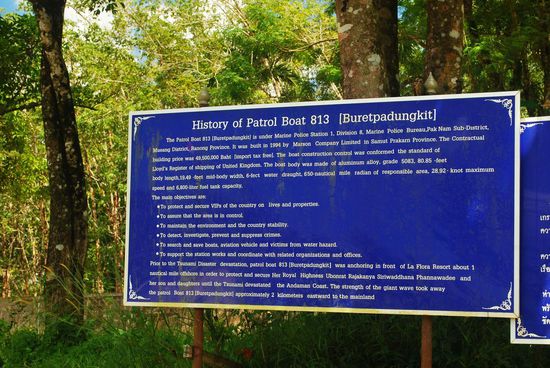 History of Patrol Boat 813 [Buretpadungkit]
The Patrol Boat 813 [Buretpadungkit] is under Marine Police Station 1. Division 8, Marine Police Bureau,Pak Nam Sub-District,
Mueang District, Ranong Province. It was built in 1994 by Marson Company Limited in Samut Prakarn Province. The Contractual
building price was 49,500,000 Baht [import tax free]. The boat construction control was conformed the standard of
Lloyd's Register of shipping of United Kingdom. The boat body was made of aluminum alloy, grade 5083, 80.85 -feet
body length,19.49 -feet mid-body width, 6-feet water draught, 650-nautical mile radian of responsible area, 28.92- knot maximum
speed and 6,800-liter fuel tank capacity.
The main objectives are:
● To protect and secure VIPs of the country on lives and properties.
● To assure that the area is in control.
● To maintain the environment and the country stability.
● To detect, investigate, prevent and suppress crimes.
● To search and save boats, aviation vehicle and victims from water hazard.
● To support the station works and coordinate with related organizations and offices.
Prior to the Tsunami Disaster devastation, patrol boat 813 [Buretpadungkit] was anchoring in front of La Flora Resort about 1
nautical mile offshore in order to protect and secure Her Royal Highness Ubonrat Rajakanya Siriwaddhana Phannawadee and
her son and daughters until the Tsunami devastated the Andaman Coast. The strength of the giant wave took away
the patrol Boat 813 [Buretpadungkit] approximately 2 kilometers eastward to the mainland